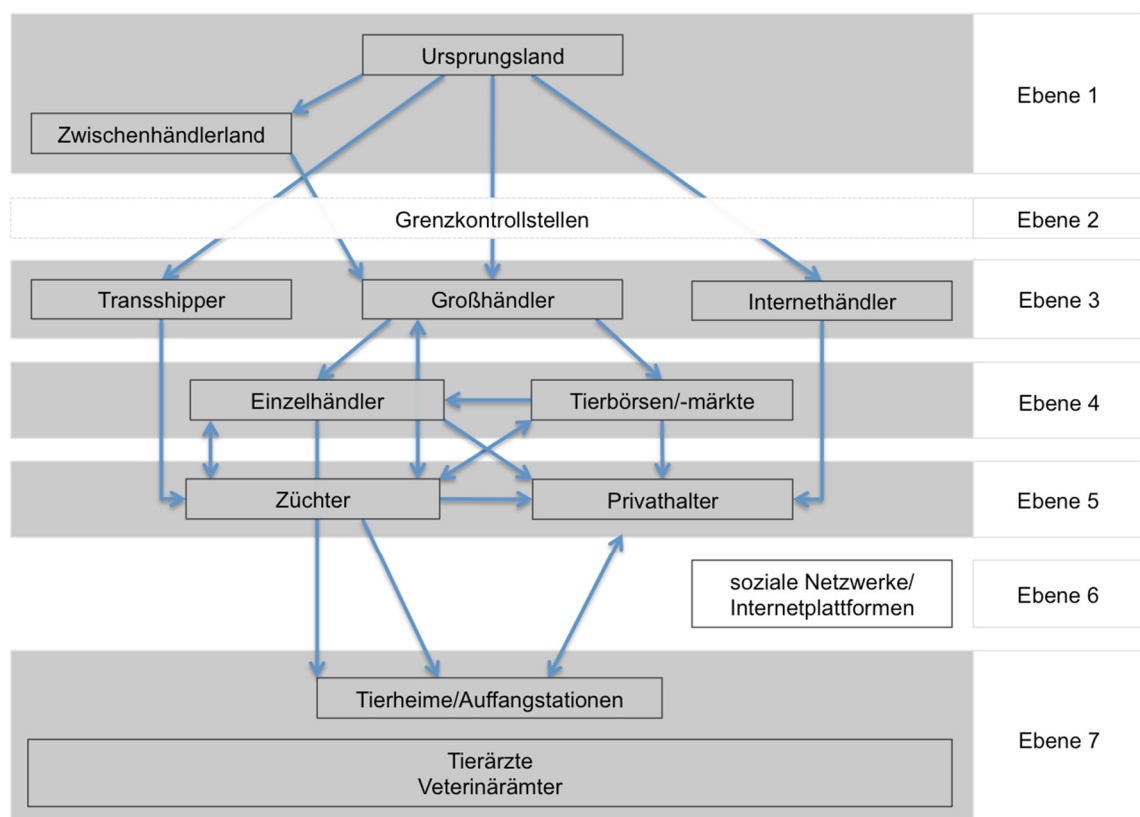 Ursprungsland
Ebene 1
Zwischenhändlerland
Grenzkontrollstellen
Ebene 2
Transshipper
Großhändler
Internethändler
Ebene 3
Einzelhändler
Tierbörsen/-märkte
Ebene 4
Züchter
Privathalter
Ebene 5
soziale Netzwerke/
Internetplattformen
Ebene 6
Tierheime/Auffangstationen
Ebene 7
Tierärzte
Veterinärämter